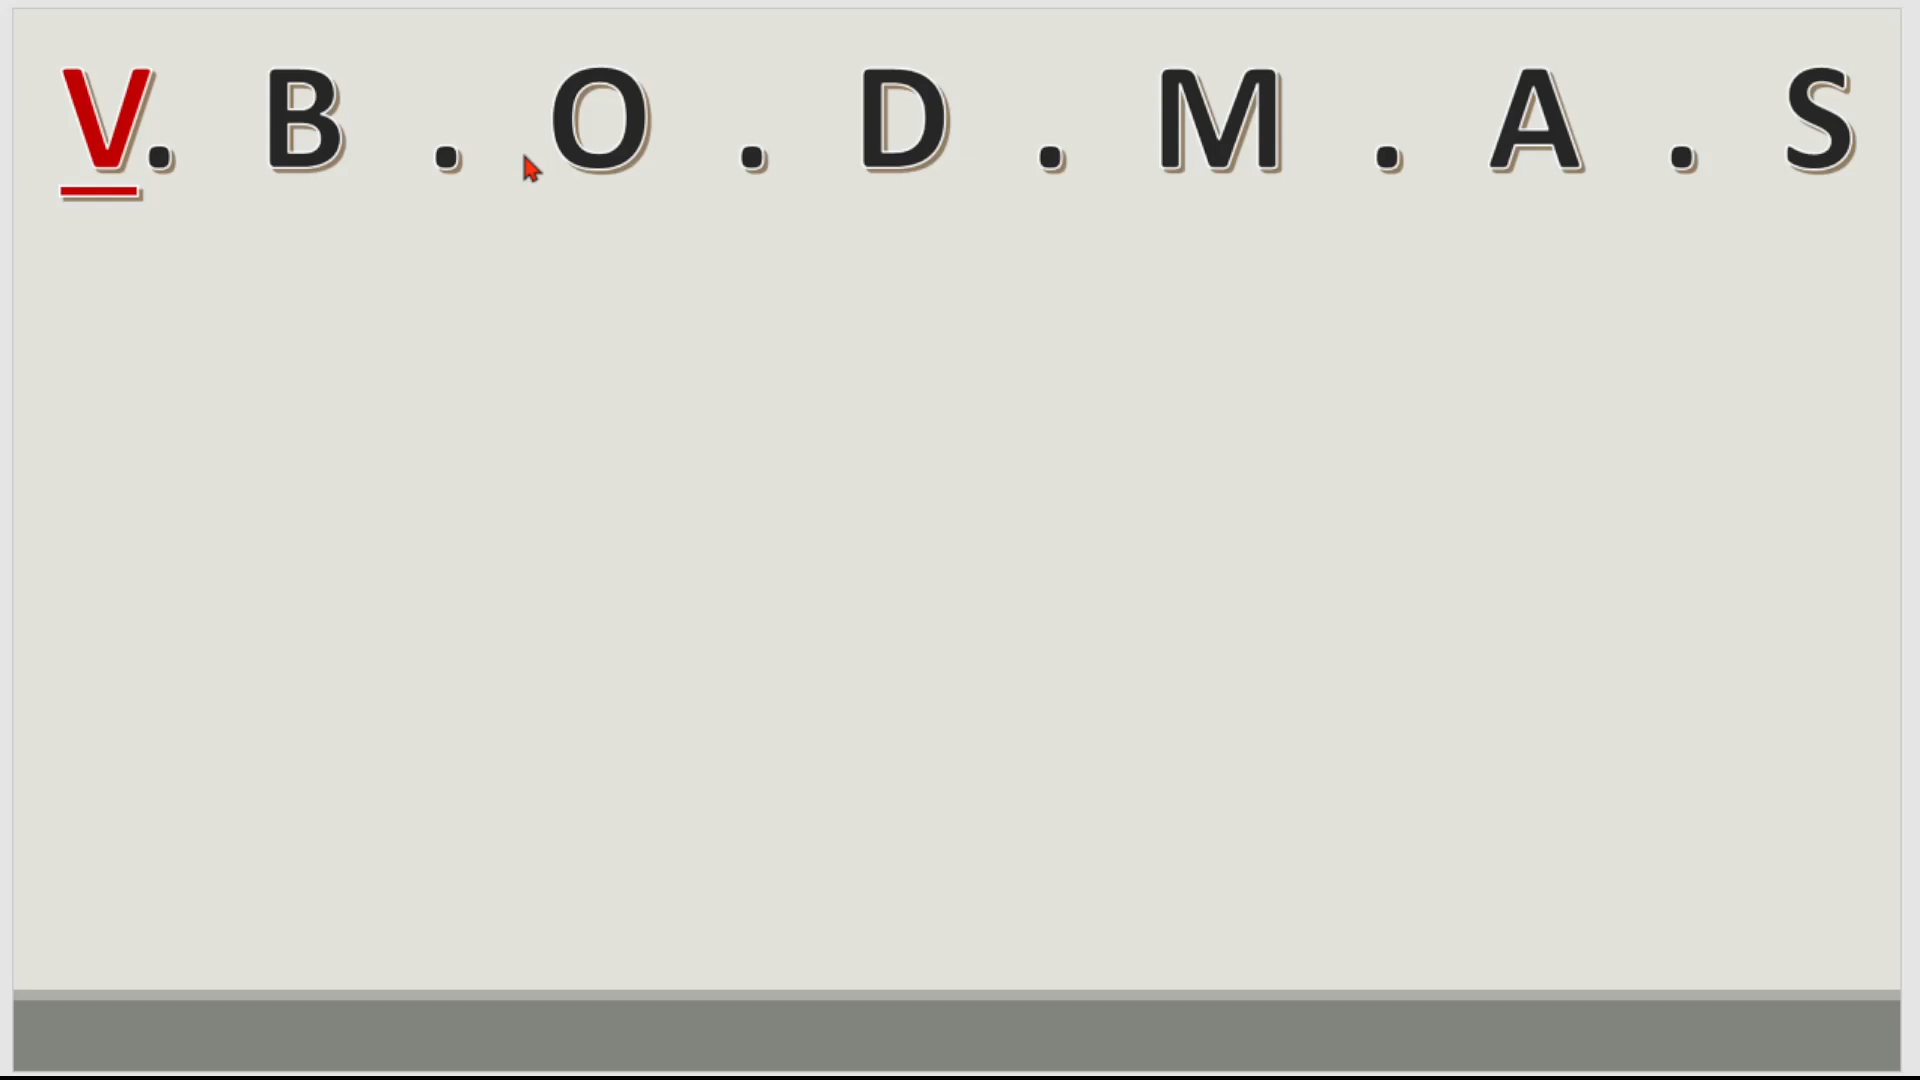 V. B . O . D . M . A . S